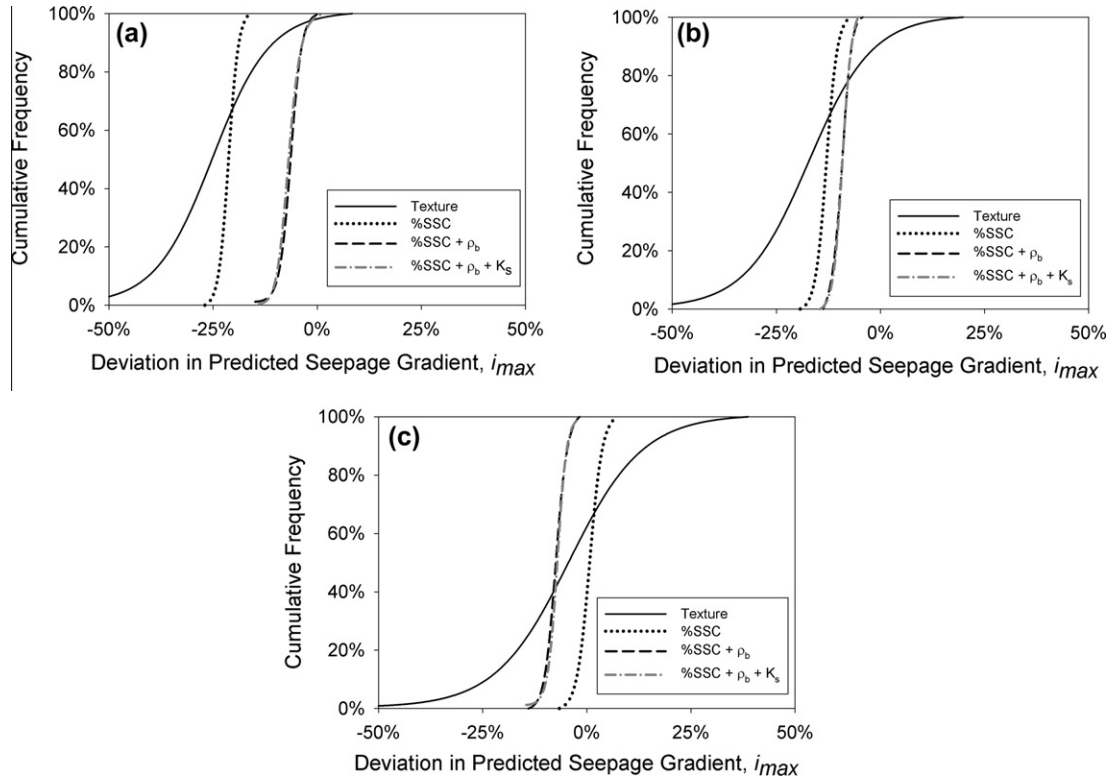 (a)
Cumulative Frequency
100%
80%
60%
40%
20%
0%
-50%
-25%
0%
25%
50%
Deviation in Predicted Seepage Gradient, imax
Texture
%SSC
%SSC + ρb
%SSC + ρb + Ks
(b)
Cumulative Frequency
100%
80%
60%
40%
20%
0%
-50%
-25%
0%
25%
50%
Deviation in Predicted Seepage Gradient, imax
Texture
%SSC
%SSC + ρb
%SSC + ρb + Ks
(c)
Cumulative Frequency
100%
80%
60%
40%
20%
0%
-50%
-25%
0%
25%
50%
Deviation in Predicted Seepage Gradient, imax
Texture
%SSC
%SSC + ρb
%SSC + ρb + Ks